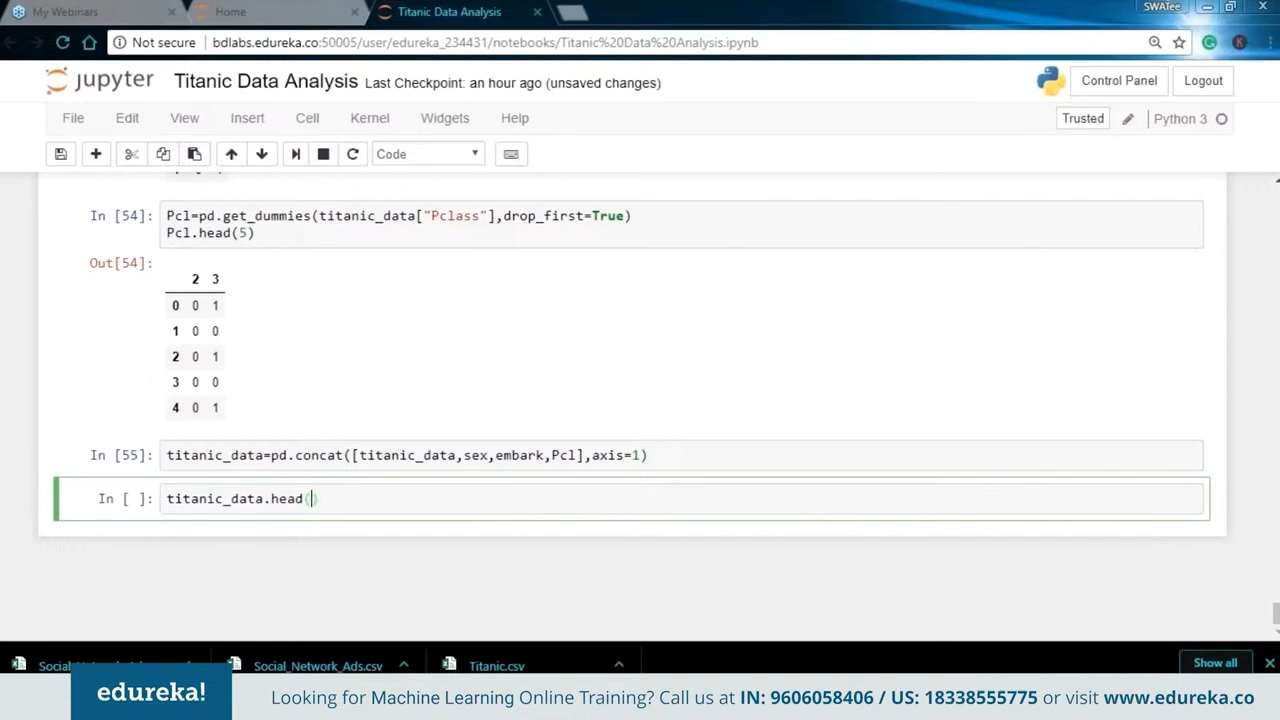 My Webinars × Home × Titanic Data Analysis × SWATee
Not secure bdlabs.edureka.co:50005/user/edureka_234431/notebooks/Titanic%20Data%20Analysis.ipynb
jupyter Titanic Data Analysis Last Checkpoint: an hour ago (unsaved changes) Control Panel Logout
File Edit View Insert Cell Kernel Widgets Help Trusted Python 3
Code
In [54]: Pcl=pd.get_dummies(titanic_data["Pclass"],drop_first=True)
Pcl.head(5)
Out[54]:
2 3
0 0 1
1 0 0
2 0 1
3 0 0
4 0 1
In [55]: titanic_data=pd.concat([titanic_data,sex,embark,Pcl],axis=1)
In [ ]: titanic_data.head()
Social_Network_Ads.csv Titanic.csv Show all
edureka! Looking for Machine Learning Online Training? Call us at IN: 9606058406 / US: 18338555775 or visit www.edureka.co